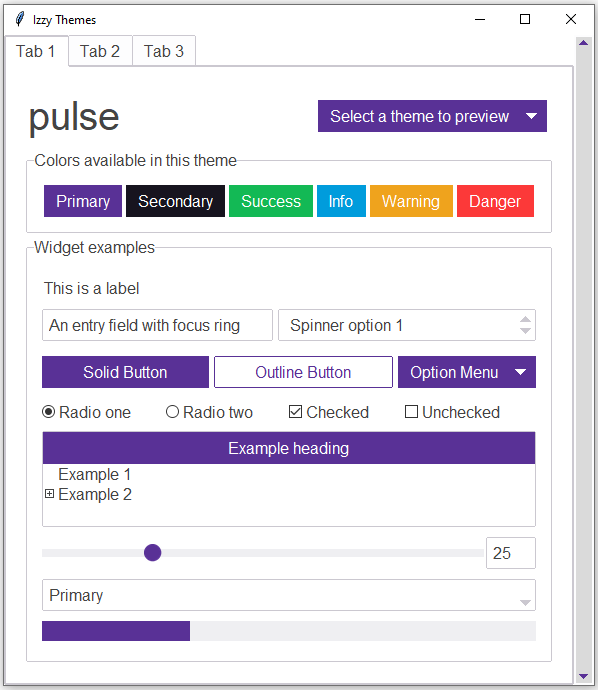 Izzy Themes
Tab 1 Tab 2 Tab 3
pulse Select a theme to preview
Colors available in this theme
Primary Secondary Success Info Warning Danger
Widget examples
This is a label
An entry field with focus ring Spinner option 1
Solid Button Outline Button Option Menu
Radio one Radio two Checked Unchecked
Example heading
Example 1
Example 2
25
Primary